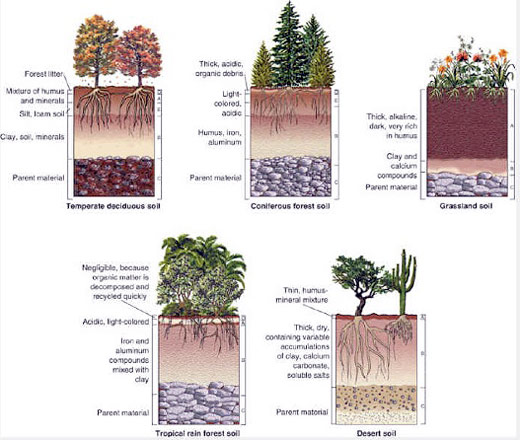 Forest litter
Mixture of humus
and minerals
Silt, loam soil
Clay, soil, minerals
Parent material
Temperate deciduous soil
Thick, acidic,
organic debris
Light-
colored,
acidic
Humus, iron,
aluminum
Parent material
Coniferous forest soil
Thick, alkaline,
dark, very rich
in humus
Clay and
calcium
compounds
Parent material
Grassland soil
Negligible, because
organic matter is
decomposed and
recycled quickly
Acidic, light-colored
Iron and
aluminum
compounds
mixed with
clay
Parent material
Tropical rain forest soil
Thin, humus-
mineral mixture
Thick, dry,
containing variable
accumulations
of clay, calcium
carbonate,
soluble salts
Parent material
Desert soil